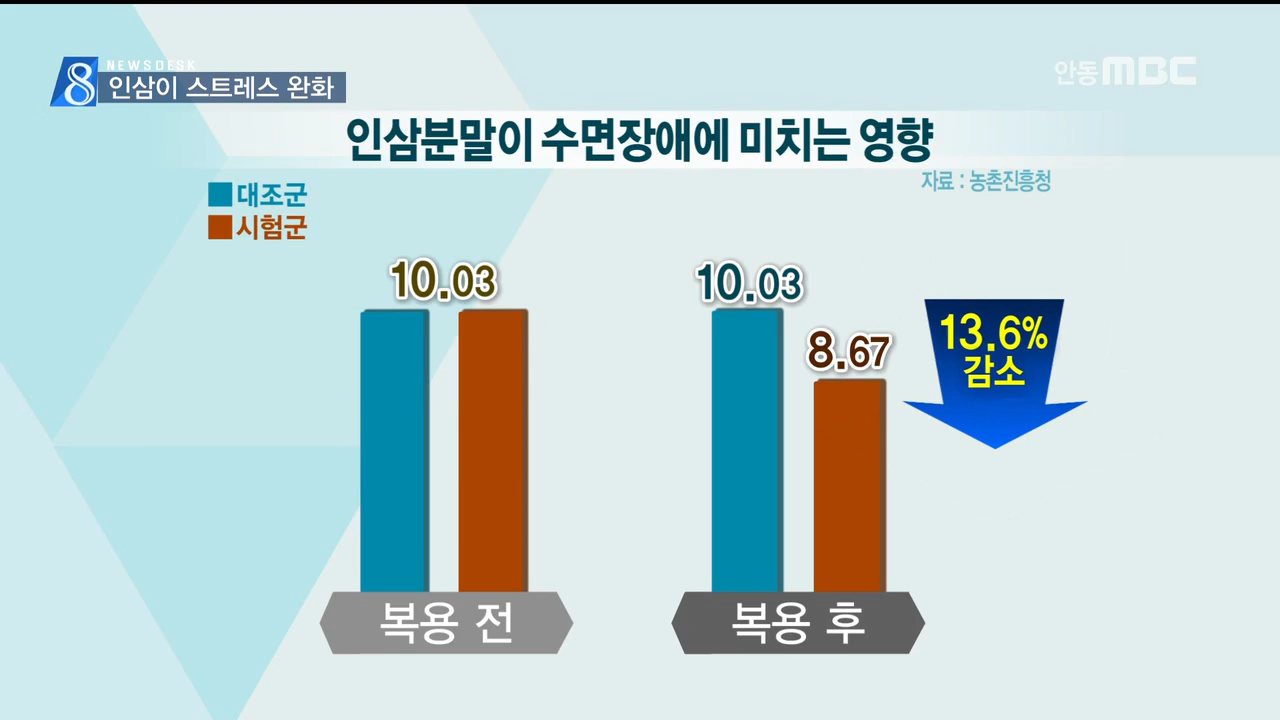 NEWSDESK
8 인삼이 스트레스 완화
안동MBC
인삼분말이 수면장애에 미치는 영향
자료 : 농촌진흥청
대조군
시험군
10.03
10.03
8.67
13.6%
감소
복용 전
복용 후